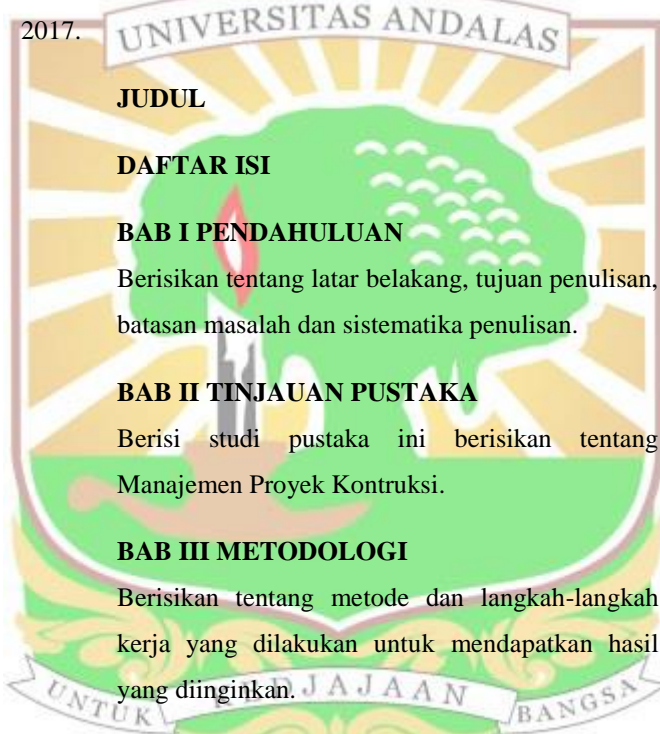 UNIVERSITAS ANDALAS
2017.
JUDUL
DAFTAR ISI
BAB I PENDAHULUAN
Berisikan tentang latar belakang, tujuan penulisan,
batasan masalah dan sistematika penulisan.
BAB II TINJAUAN PUSTAKA
Berisi studi pustaka ini berisikan tentang
Manajemen Proyek Kontruksi.
BAB III METODOLOGI
Berisikan tentang metode dan langkah-langkah
kerja yang dilakukan untuk mendapatkan hasil
yang diinginkan.
UNTUK BANGSA